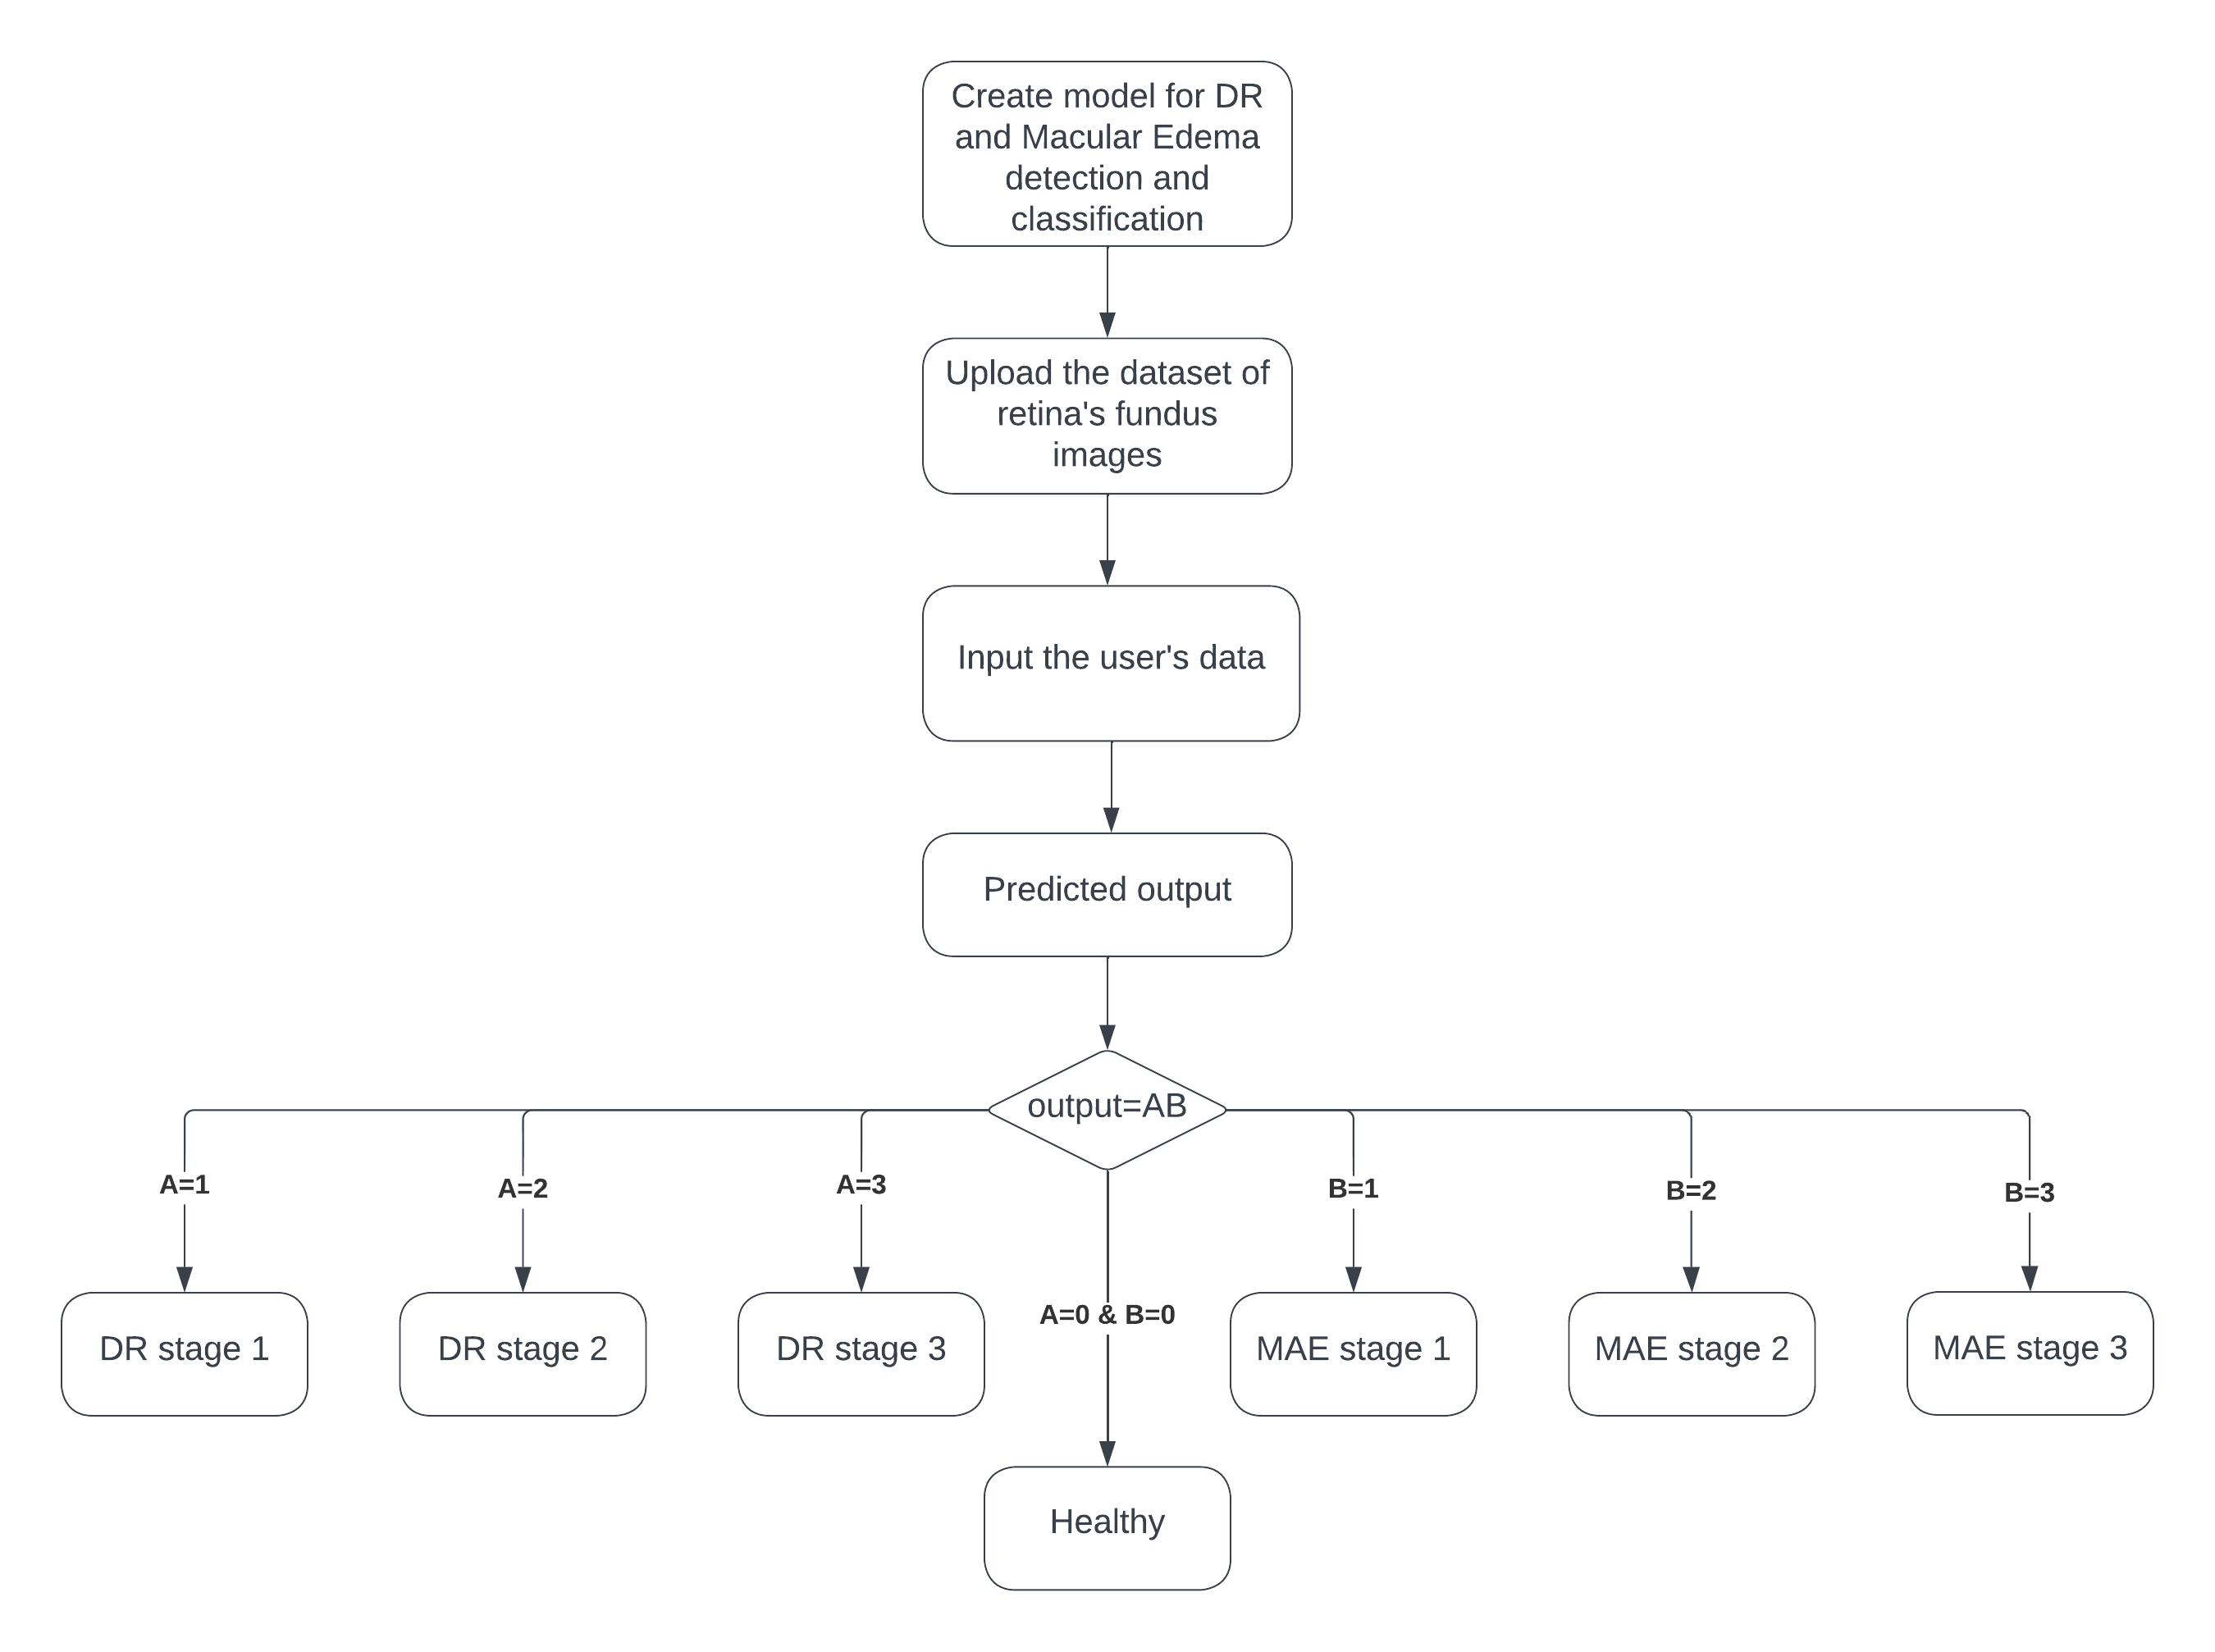 Create model for DR
and Macular Edema
detection and
classification
Upload the dataset of
retina's fundus
images
Input the user's data
Predicted output
output=AB
A=1
A=2
A=3
B=1
B=2
B=3
A=0 & B=0
DR stage 1
DR stage 2
DR stage 3
MAE stage 1
MAE stage 2
MAE stage 3
Healthy